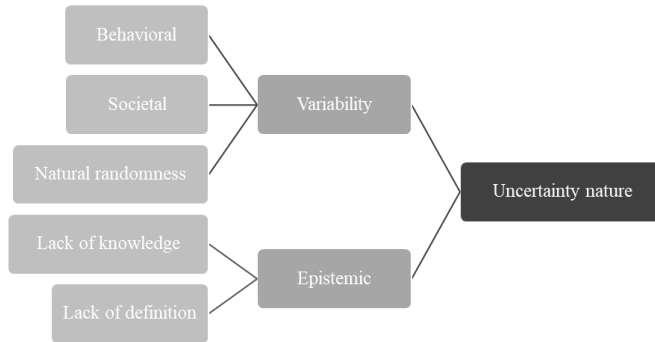 Behavioral
Societal
Variability
Natural randomness
Uncertainty nature
Lack of knowledge
Epistemic
Lack of definition